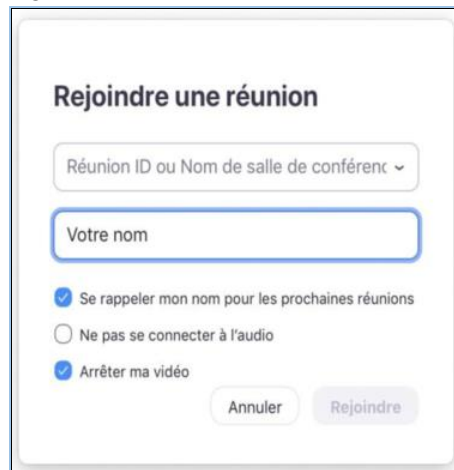 Rejoindre une réunion
Réunion ID ou Nom de salle de conférenc
Votre nom
Se rappeler mon nom pour les prochaines réunions
Ne pas se connecter à l'audio
Arrêter ma vidéo
Annuler Rejoindre